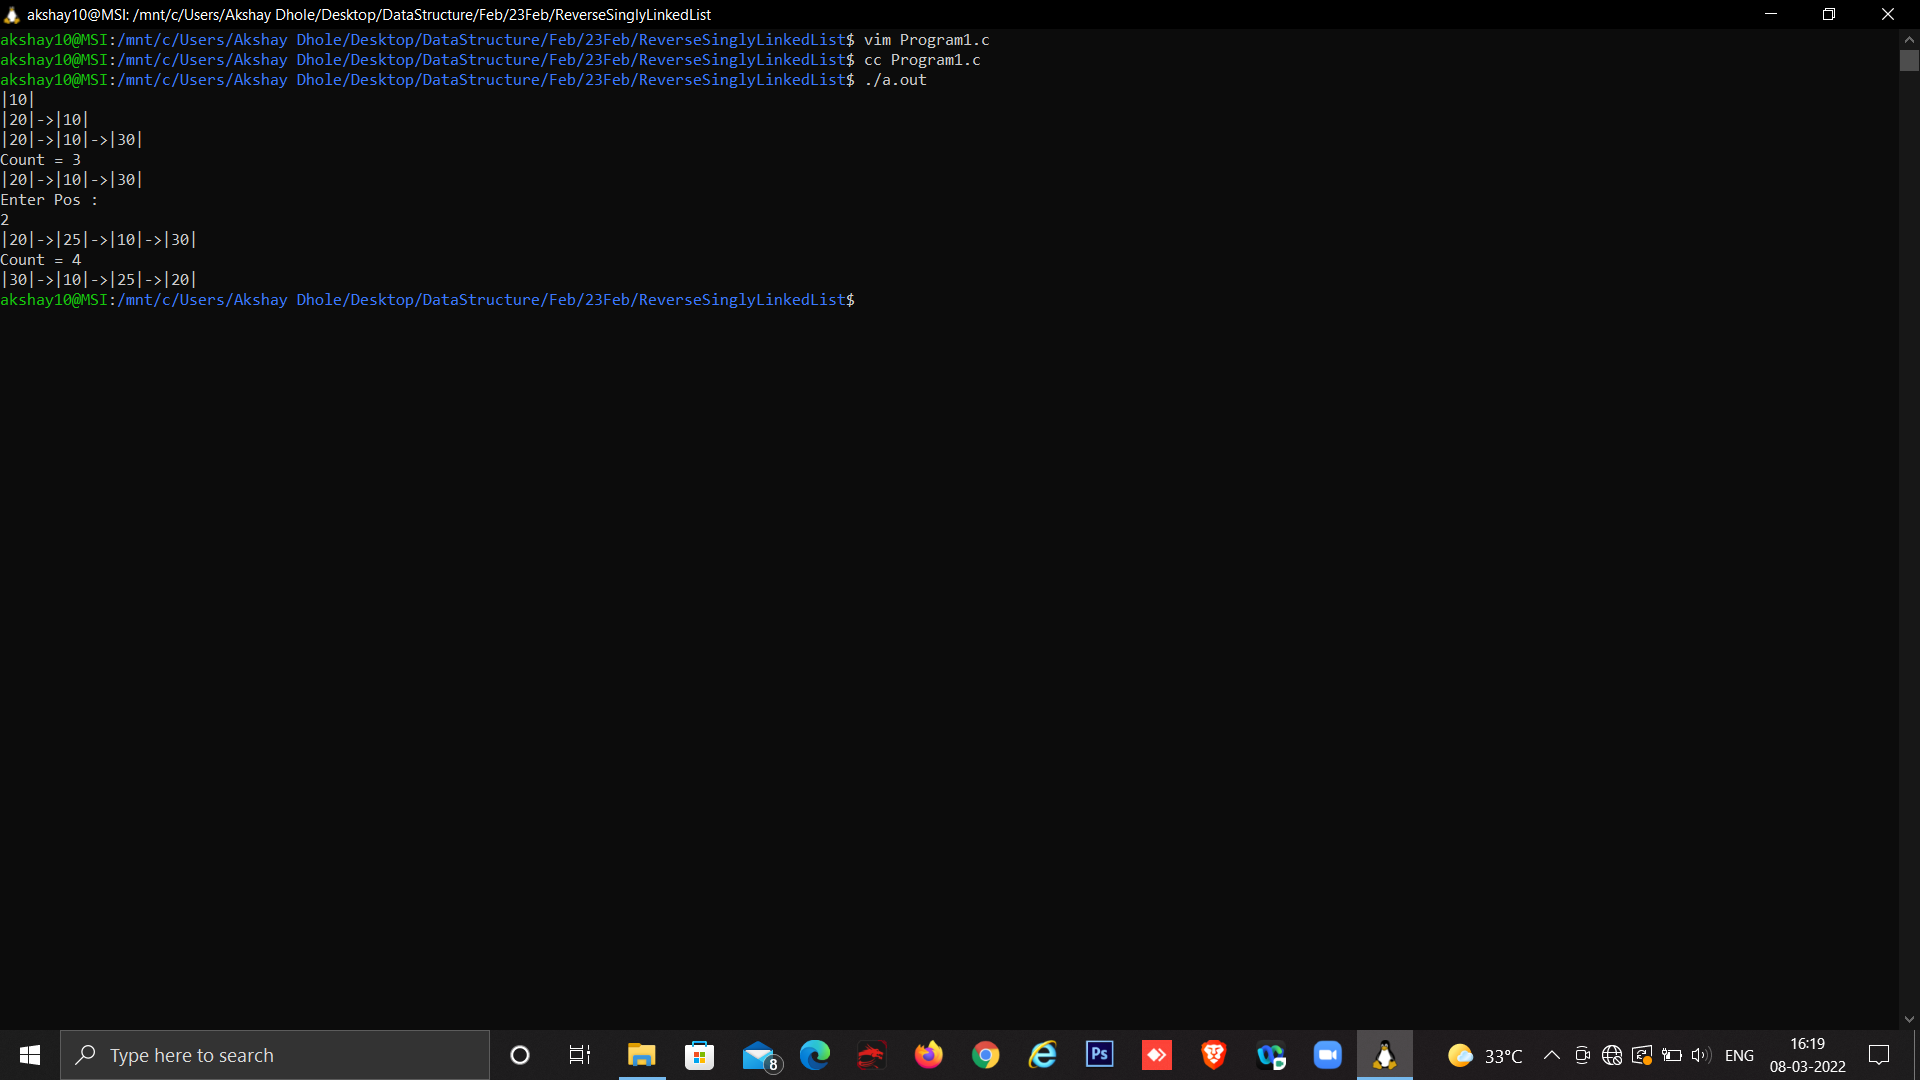 akshay10@MSI: /mnt/c/Users/Akshay Dhole/Desktop/DataStructure/Feb/23Feb/ReverseSinglyLinkedList
akshay10@MSI:/mnt/c/Users/Akshay Dhole/Desktop/DataStructure/Feb/23Feb/ReverseSinglyLinkedList$ vim Program1.c
akshay10@MSI:/mnt/c/Users/Akshay Dhole/Desktop/DataStructure/Feb/23Feb/ReverseSinglyLinkedList$ cc Program1.c
akshay10@MSI:/mnt/c/Users/Akshay Dhole/Desktop/DataStructure/Feb/23Feb/ReverseSinglyLinkedList$ ./a.out
|10|
|20|->|10|
|20|->|10|->|30|
Count = 3
|20|->|10|->|30|
Enter Pos :
2
|20|->|25|->|10|->|30|
Count = 4
|30|->|10|->|25|->|20|
akshay10@MSI:/mnt/c/Users/Akshay Dhole/Desktop/DataStructure/Feb/23Feb/ReverseSinglyLinkedList$
Type here to search
8
Ps
33°C
ENG
16:19
08-03-2022